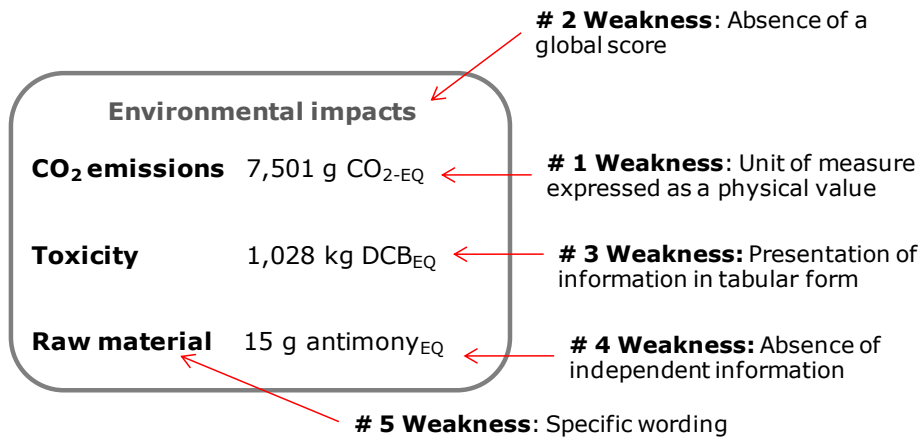 # 2 Weakness: Absence of a
global score
Environmental impacts
CO₂ emissions 7,501 g CO₂-EQ
# 1 Weakness: Unit of measure
expressed as a physical value
Toxicity 1,028 kg DCBEQ
# 3 Weakness: Presentation of
information in tabular form
Raw material 15 g antimonyEQ
# 4 Weakness: Absence of
independent information
# 5 Weakness: Specific wording